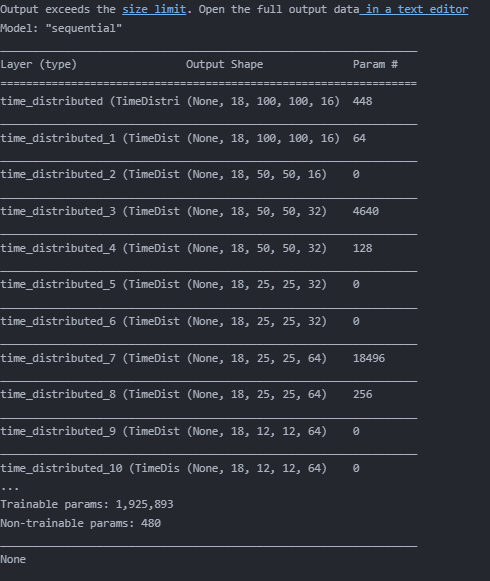 Output exceeds the size limit. Open the full output data in a text editor
Model: "sequential"
_________________________________________________________________
Layer (type)                 Output Shape              Param #
=================================================================
time_distributed (TimeDistri (None, 18, 100, 100, 16)  448
_________________________________________________________________
time_distributed_1 (TimeDist (None, 18, 100, 100, 16)  64
_________________________________________________________________
time_distributed_2 (TimeDist (None, 18, 50, 50, 16)    0
_________________________________________________________________
time_distributed_3 (TimeDist (None, 18, 50, 50, 32)    4640
_________________________________________________________________
time_distributed_4 (TimeDist (None, 18, 50, 50, 32)    128
_________________________________________________________________
time_distributed_5 (TimeDist (None, 18, 25, 25, 32)    0
_________________________________________________________________
time_distributed_6 (TimeDist (None, 18, 25, 25, 32)    0
_________________________________________________________________
time_distributed_7 (TimeDist (None, 18, 25, 25, 64)    18496
_________________________________________________________________
time_distributed_8 (TimeDist (None, 18, 25, 25, 64)    256
_________________________________________________________________
time_distributed_9 (TimeDist (None, 18, 12, 12, 64)    0
_________________________________________________________________
time_distributed_10 (TimeDis (None, 18, 12, 12, 64)    0
...
Trainable params: 1,925,893
Non-trainable params: 480
_________________________________________________________________
None